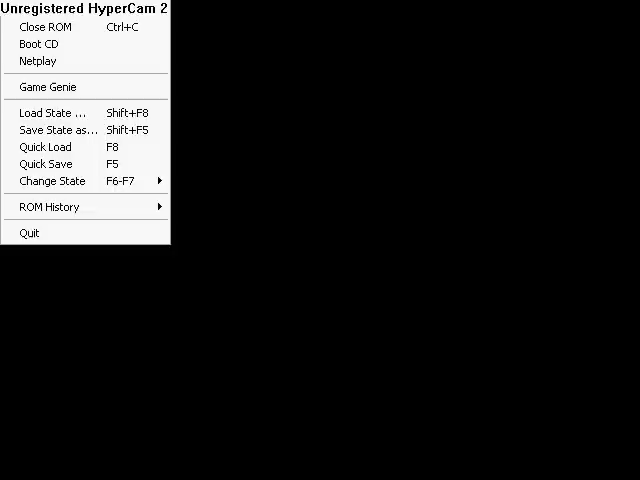 Unregistered HyperCam 2
Close ROM Ctrl+C
Boot CD
Netplay
Game Genie
Load State ... Shift+F8
Save State as... Shift+F5
Quick Load F8
Quick Save F5
Change State F6-F7
ROM History
Quit